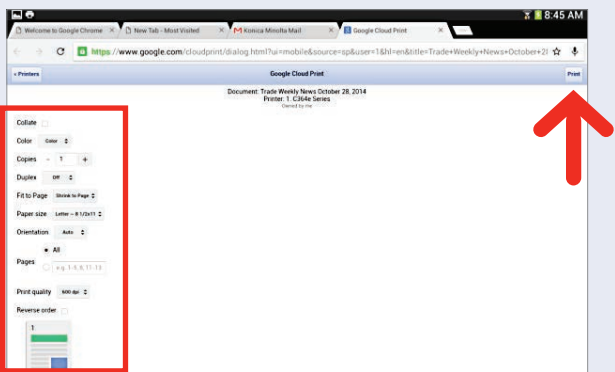 8:45 AM
Welcome to Google Chrome × New Tab - Most Visited × Konica Minolta Mail × Google Cloud Print ×
https://www.google.com/cloudprint/dialog.html?ui=mobile&source=sp&user=1&hl=en&title=Trade+Weekly+News+October+2
‹ Printers Google Cloud Print Print
Document: Trade Weekly News October 28, 2014
Printer: 1. C364e Series
Owned by me
Collate
Color Color
Copies - 1 +
Duplex Off
Fit to Page Shrink to Page
Paper size Letter – 8 1/2x11
Orientation Auto
All
Pages
e.g. 1-5, 8, 11-13
Print quality 600 dpi
Reverse order
1